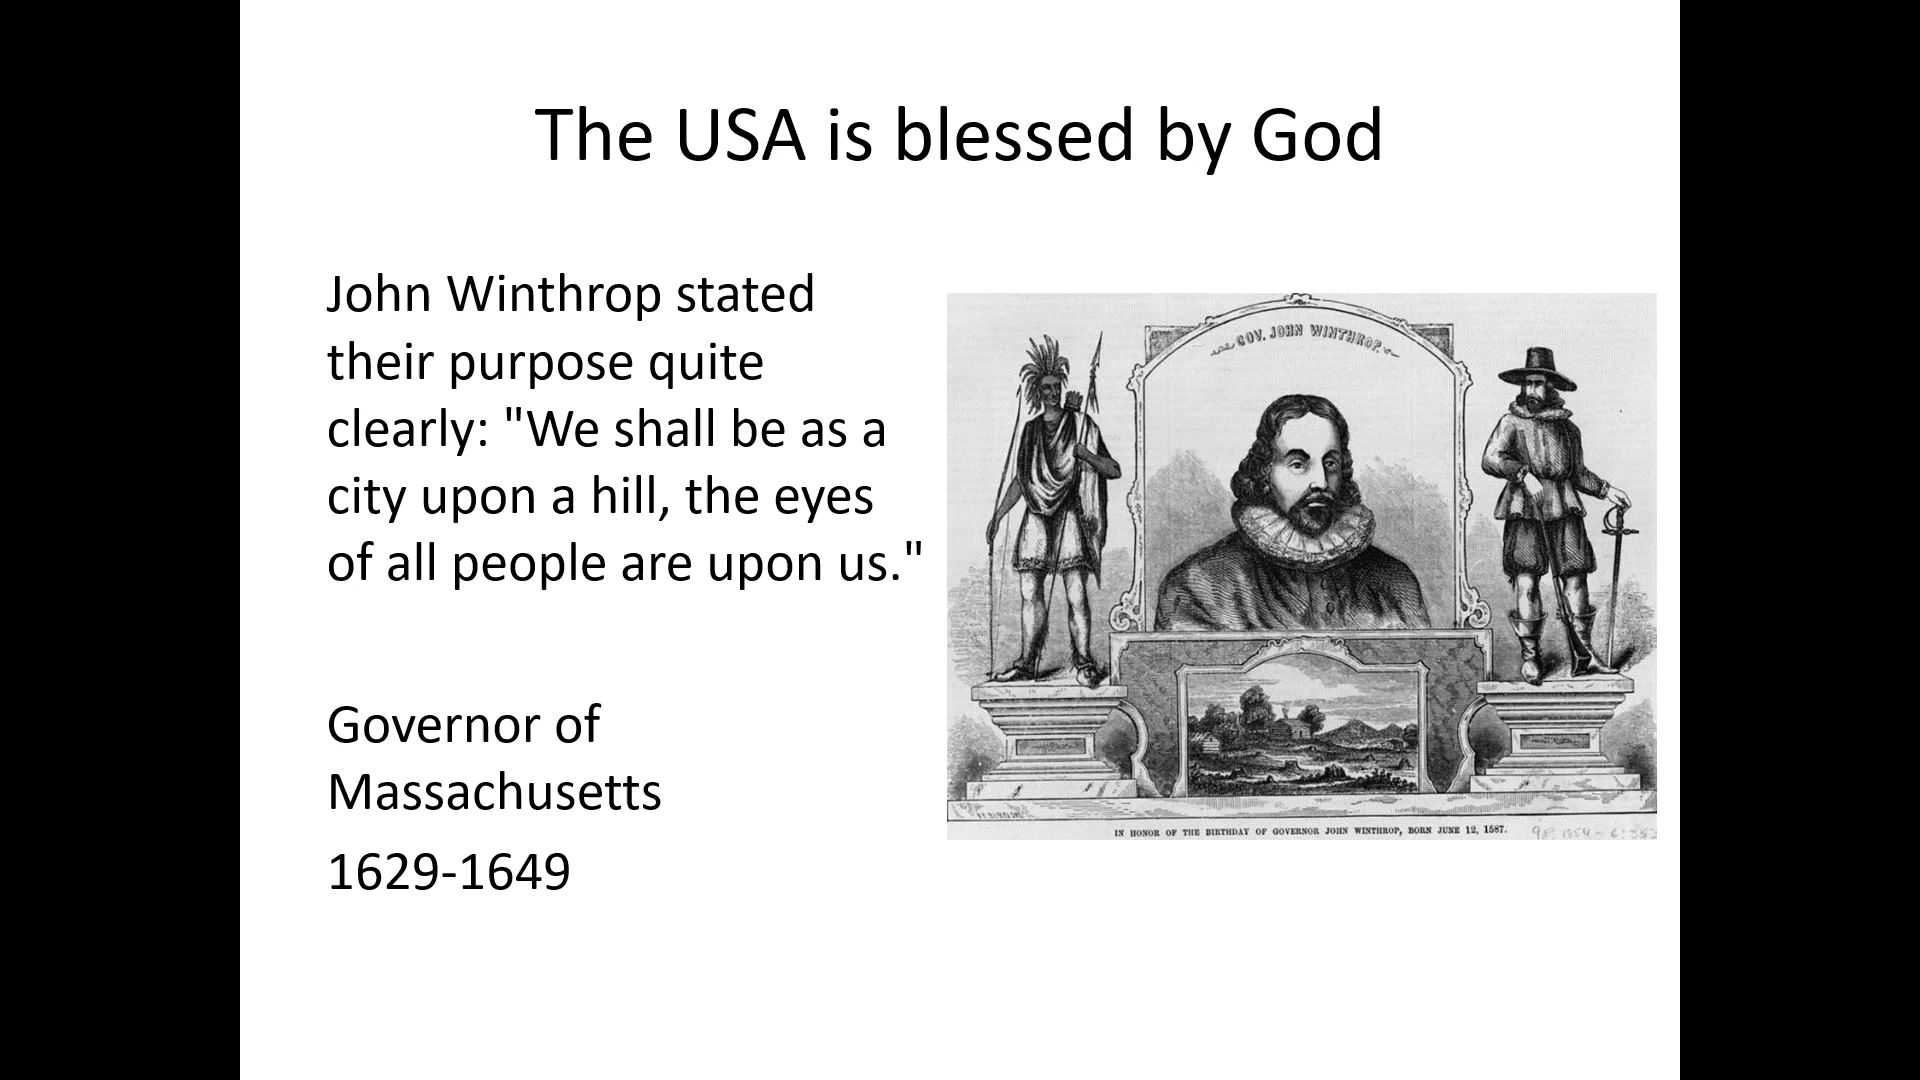 The USA is blessed by God
John Winthrop stated
their purpose quite
clearly: "We shall be as a
city upon a hill, the eyes
of all people are upon us."
Governor of
Massachusetts
1629-1649
GOV. JOHN WINTHROP.
IN HONOR OF THE BIRTHDAY OF GOVERNOR JOHN WINTHROP, BORN JUNE 12, 1587.